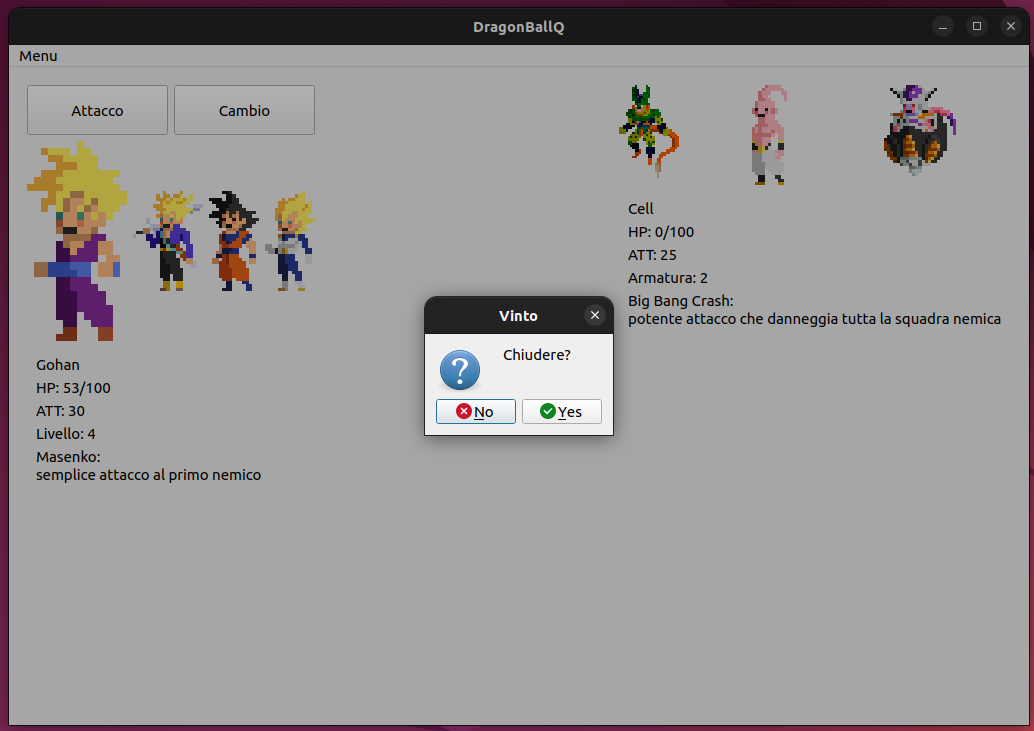 DragonBallQ
Menu
Attacco
Cambio
Gohan
HP: 53/100
ATT: 30
Livello: 4
Masenko:
semplice attacco al primo nemico
Cell
HP: 0/100
ATT: 25
Armatura: 2
Big Bang Crash:
potente attacco che danneggia tutta la squadra nemica
Vinto
Chiudere?
No
Yes